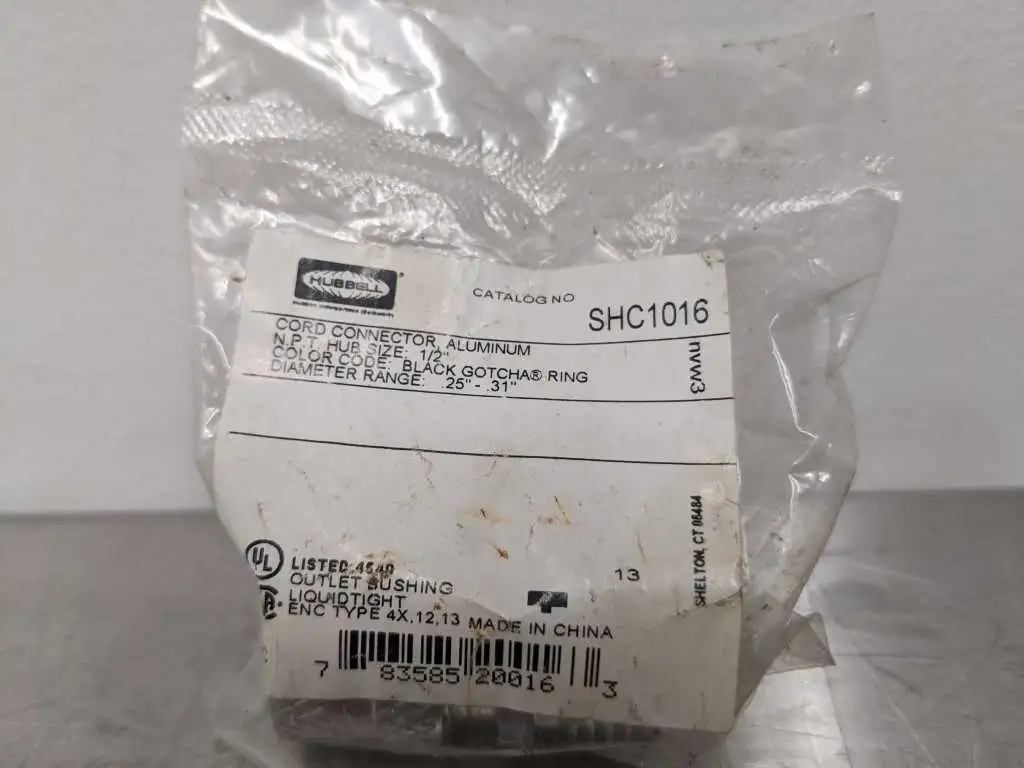 HUBBELL
CATALOG NO
SHC1016
CORD CONNECTOR, ALUMINUM
N.P.T. HUB SIZE: 1/2"
COLOR CODE: BLACK GOTCHA® RING
DIAMETER RANGE: .25" - .31"
nVW3
SHELTON, CT 06484
UL
LISTED
13
OUTLET BUSHING
LIQUIDTIGHT
ENC TYPE 4X,12,13 MADE IN CHINA
7 83585 20016 3